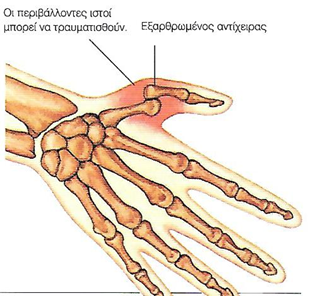 Οι περιβάλλοντες ιστοί
μπορεί να τραυματισθούν.
Εξαρθρωμένος αντίχειρας